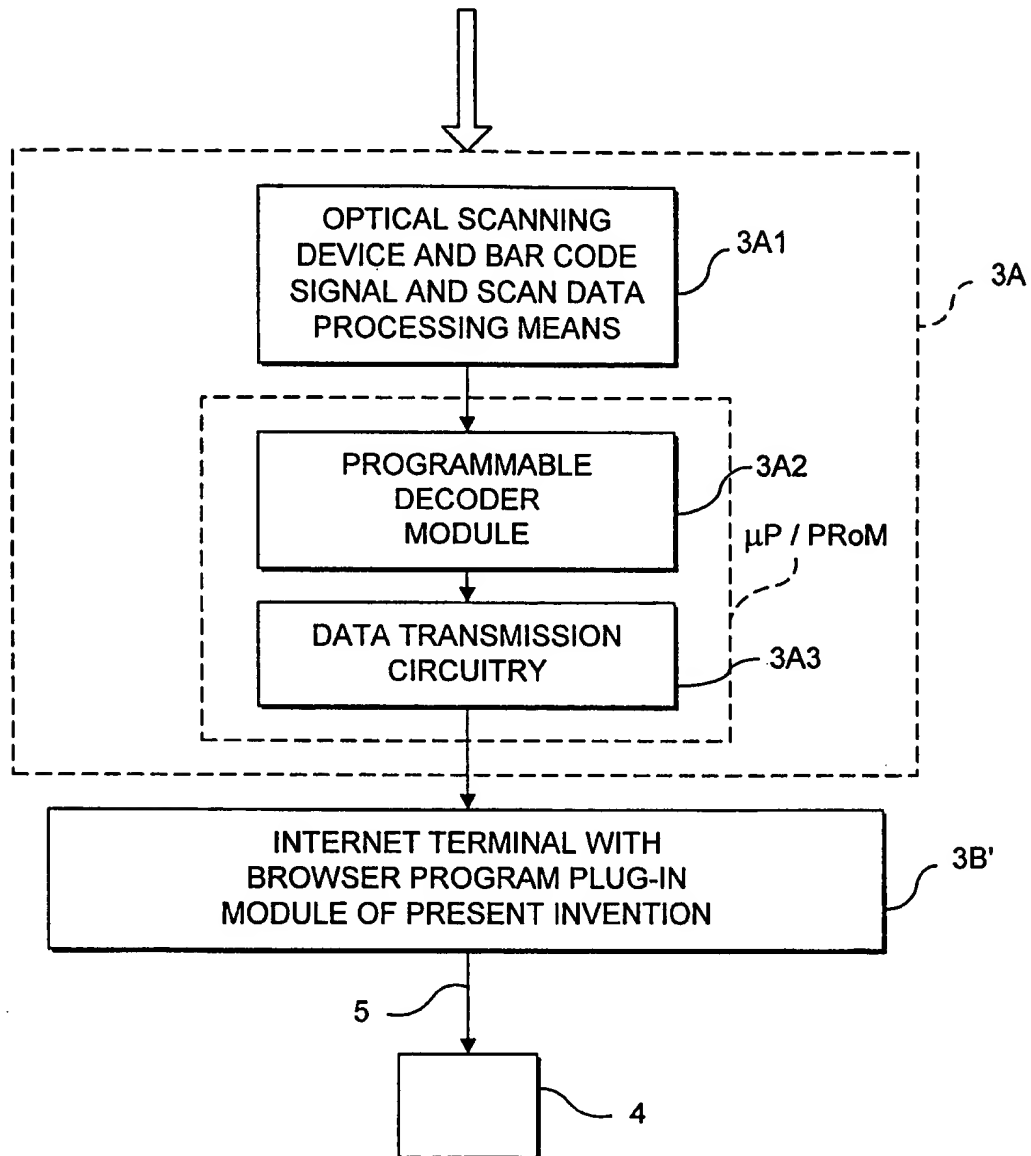 OPTICAL SCANNING
DEVICE AND BAR CODE
SIGNAL AND SCAN DATA
PROCESSING MEANS
3A1
3A
PROGRAMMABLE
DECODER
MODULE
3A2
μP / PRoM
DATA TRANSMISSION
CIRCUITRY
3A3
INTERNET TERMINAL WITH
BROWSER PROGRAM PLUG-IN
MODULE OF PRESENT INVENTION
3B'
5
4